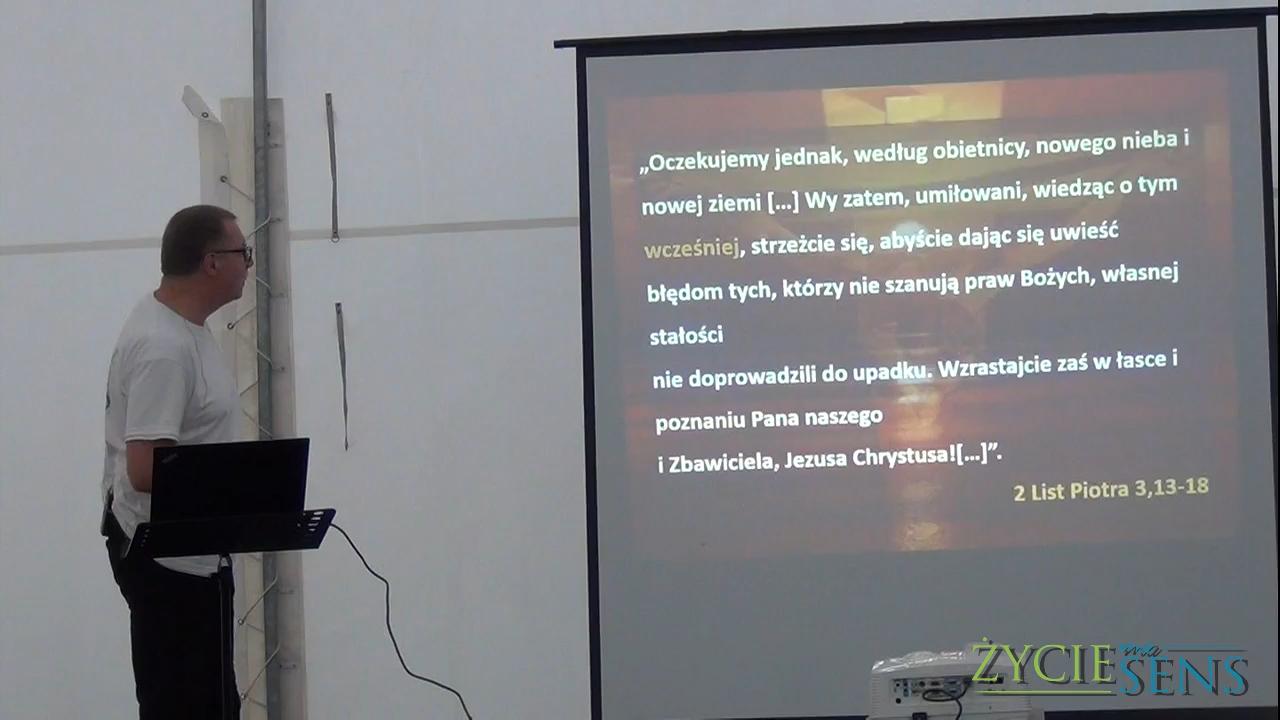 „Oczekujemy jednak, według obietnicy, nowego nieba i
nowej ziemi [...] Wy zatem, umiłowani, wiedząc o tym
wcześniej, strzeżcie się, abyście dając się uwieść
błędom tych, którzy nie szanują praw Bożych, własnej
stałości
nie doprowadzili do upadku. Wzrastajcie zaś w łasce i
poznaniu Pana naszego
i Zbawiciela, Jezusa Chrystusa![...]”.
2 List Piotra 3,13-18
ŻYCIE ma SENS